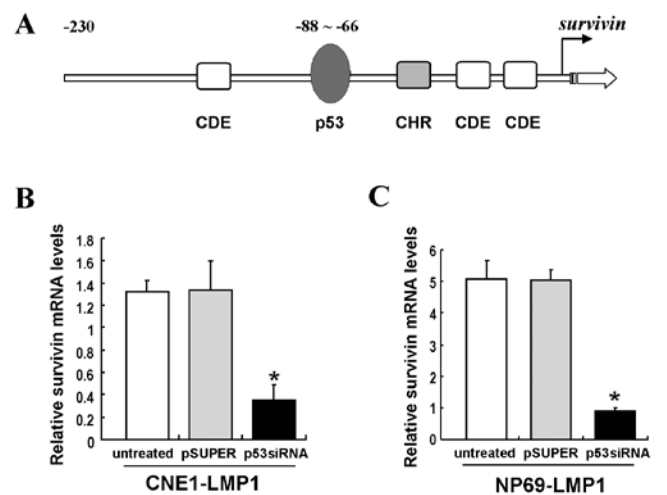 A
-230
-88 ~ -66
survivin
CDE
p53
CHR
CDE
CDE
B
Relative survivin mRNA levels
1.8
1.6
1.4
1.2
1.0
0.8
0.6
0.4
0.2
0
*
untreated
pSUPER
p53siRNA
CNE1-LMP1
C
Relative survivin mRNA levels
6
5
4
3
2
1
0
*
untreated
pSUPER
p53siRNA
NP69-LMP1